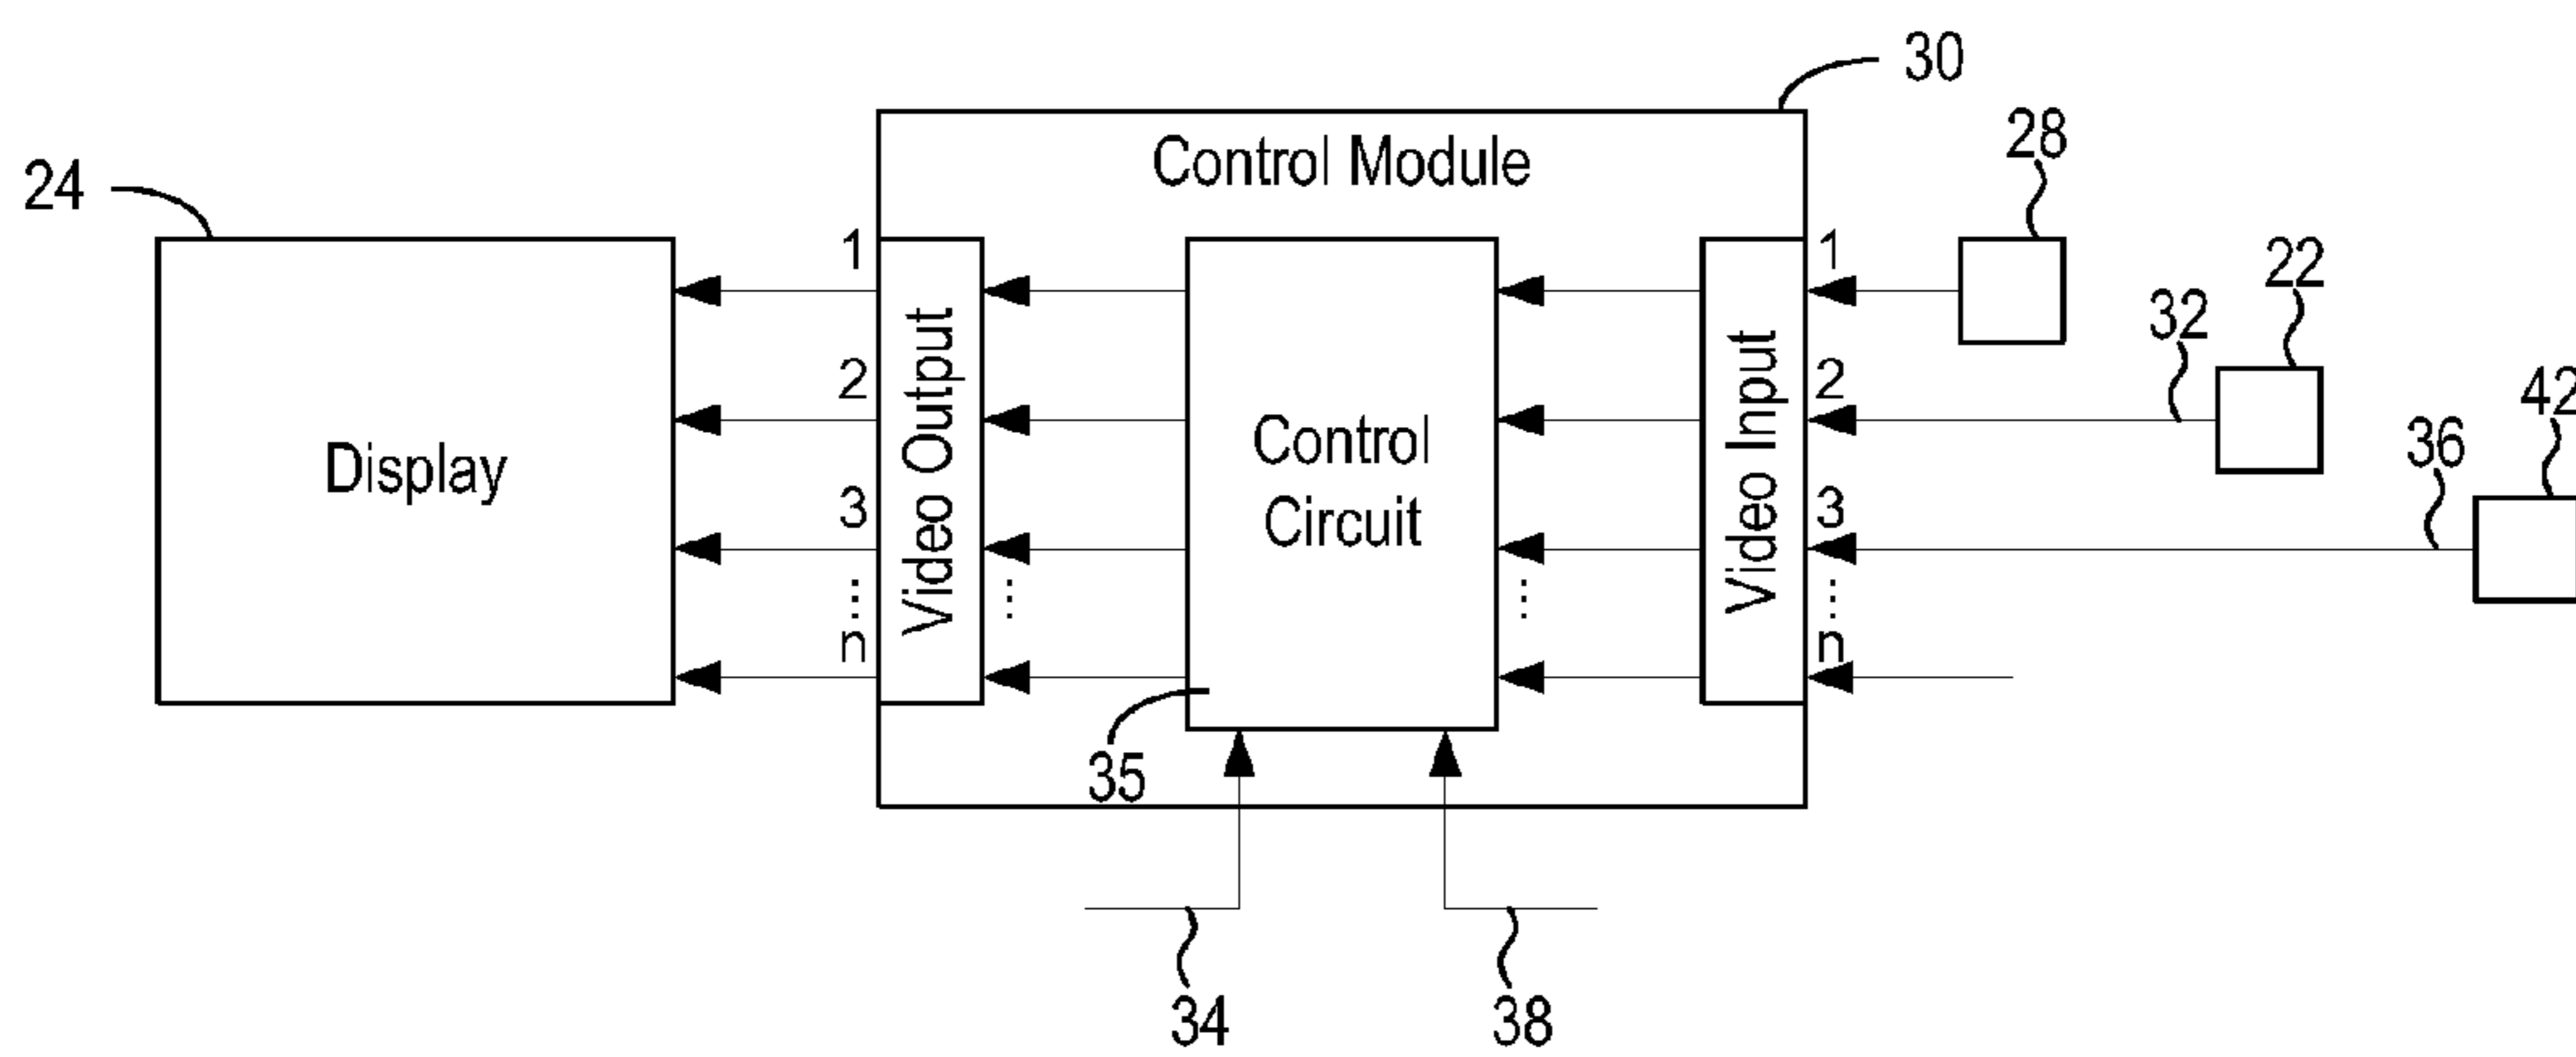 30
Control Module
28
24
22
32
42
36
1
2
3
n
Display
Video Output
Control
Circuit
Video Input
1
2
3
n
35
34
38